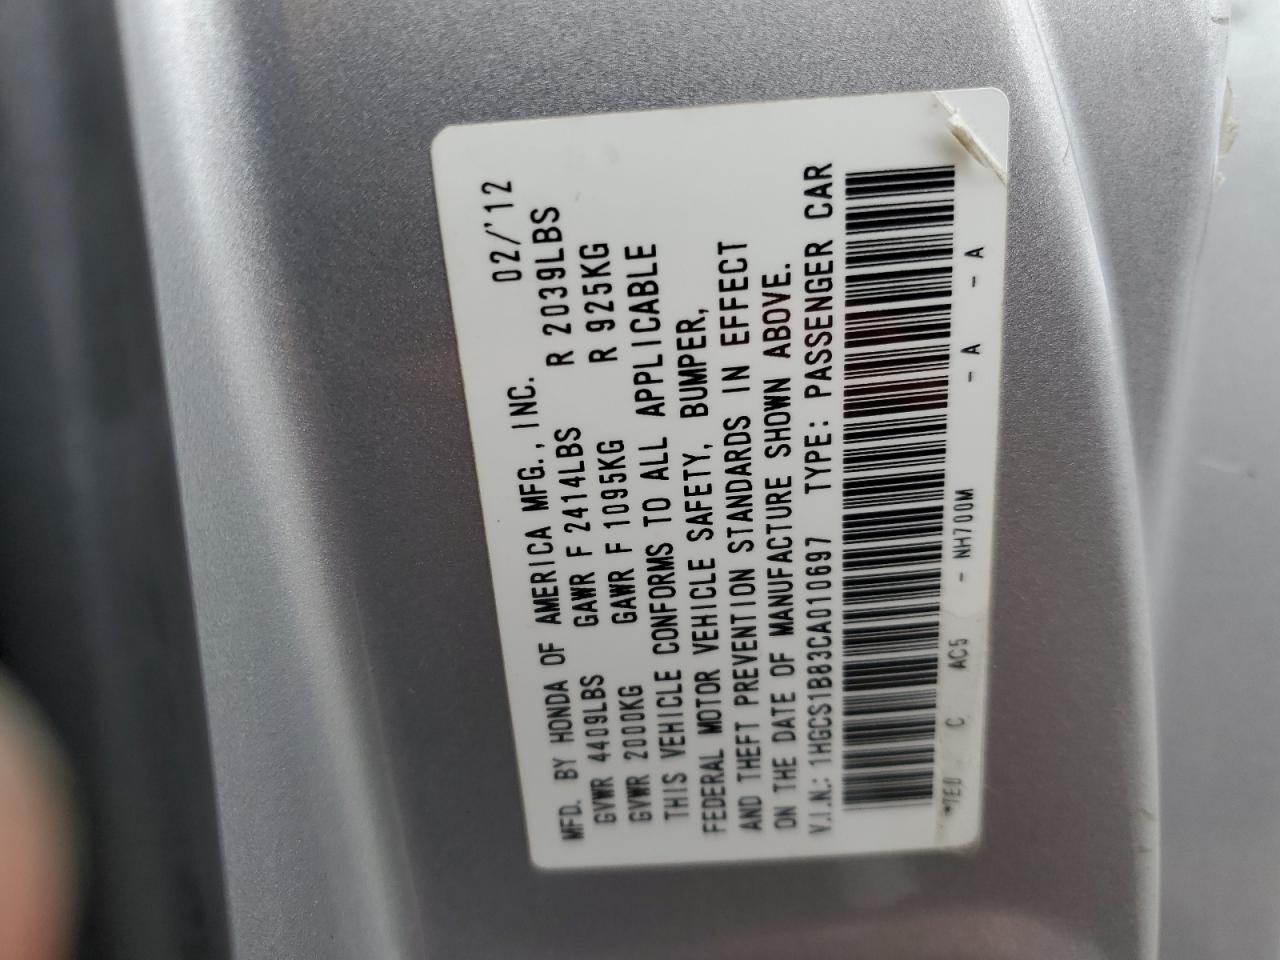 MFD. BY HONDA OF AMERICA MFG., INC. 02/'12
GVWR 4409LBS GAWR F 2414LBS R 2039LBS
GVWR 2000KG GAWR F 1095KG R 925KG
THIS VEHICLE CONFORMS TO ALL APPLICABLE
FEDERAL MOTOR VEHICLE SAFETY, BUMPER,
AND THEFT PREVENTION STANDARDS IN EFFECT
ON THE DATE OF MANUFACTURE SHOWN ABOVE.
V.I.N.: 1HGCS1B83CA010697 TYPE: PASSENGER CAR
*TE0 C AC5 - NH700M - A - A